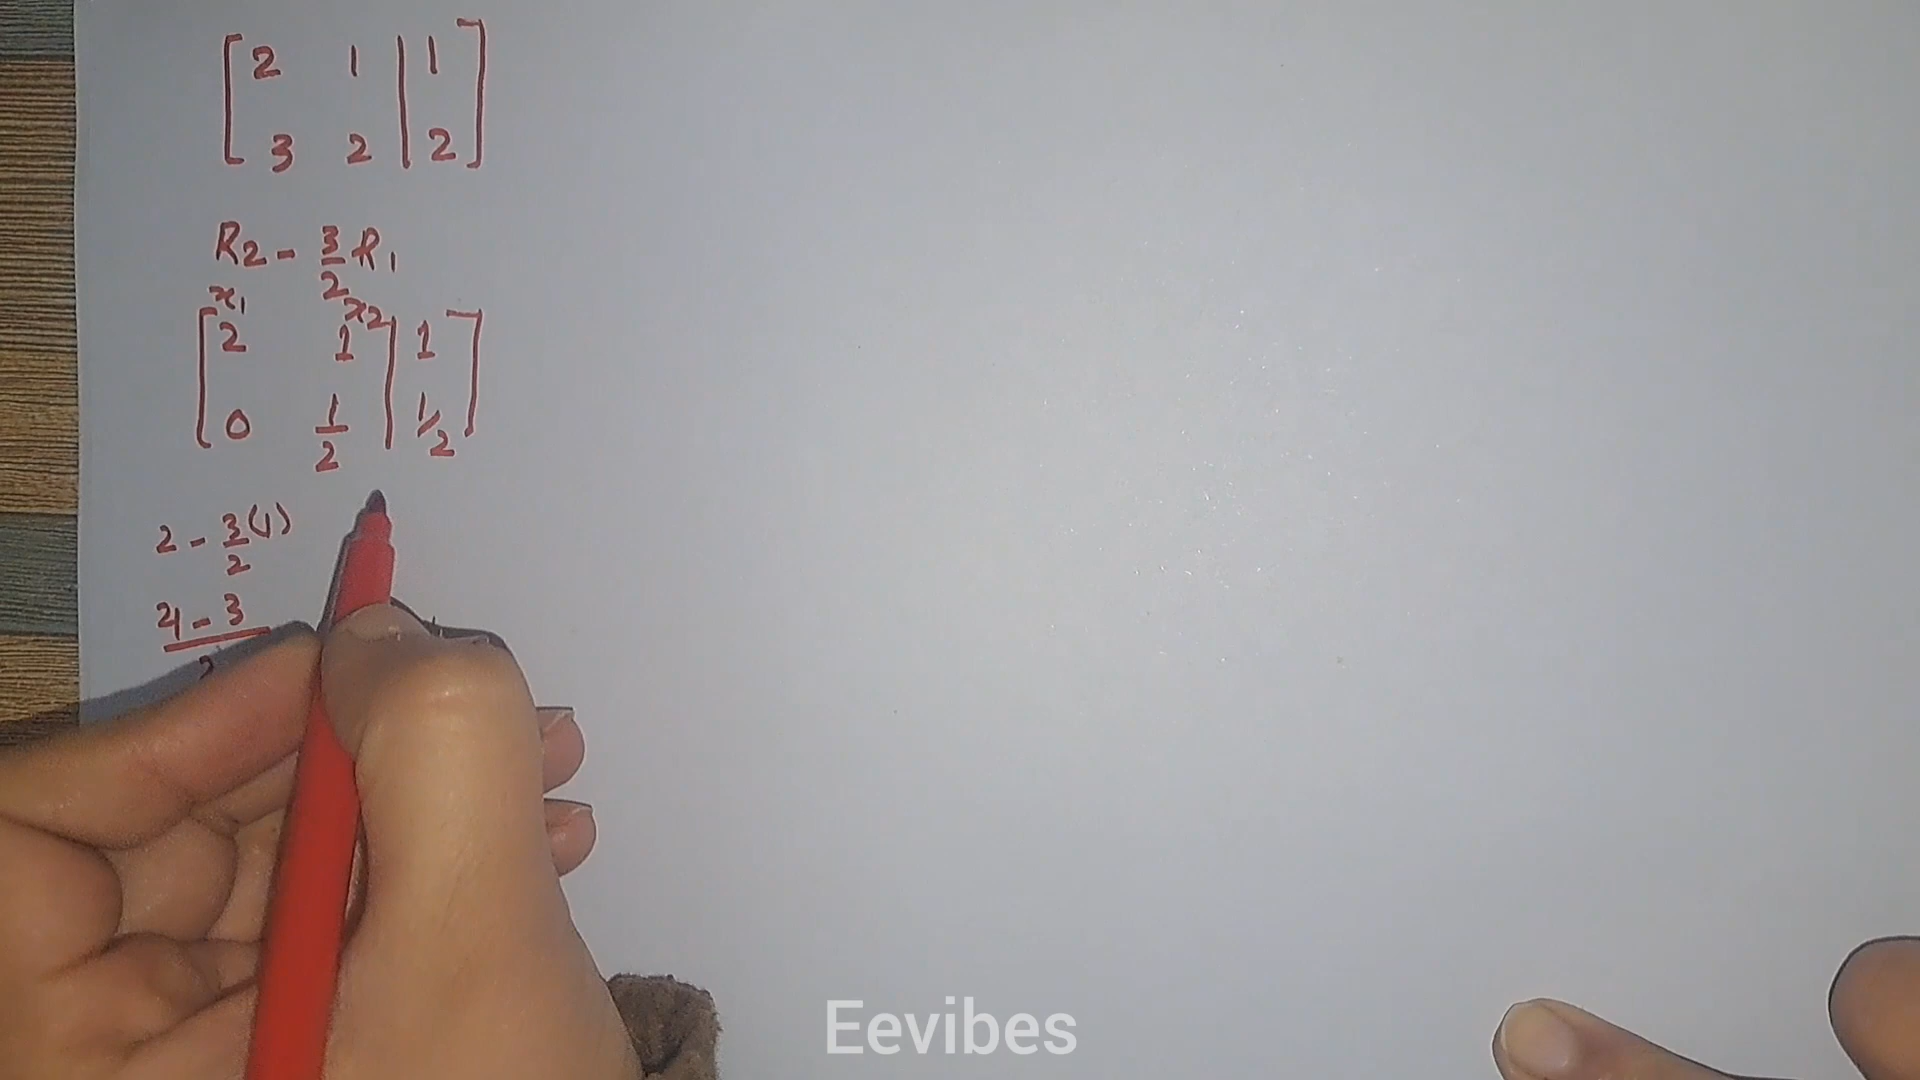 [ 2 1 | 1 ]
[ 3 2 | 2 ]
R2 - 3/2 R1
x1 x2
[ 2 1 | 1 ]
[ 0 1/2 | 1/2 ]
2 - 3/2 (1)
4 - 3
2
Eevibes